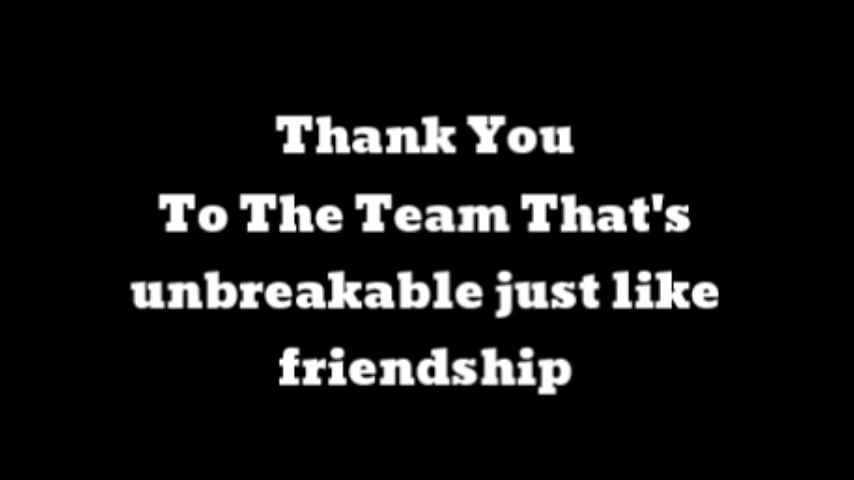 Thank You
To The Team That's
unbreakable just like
friendship